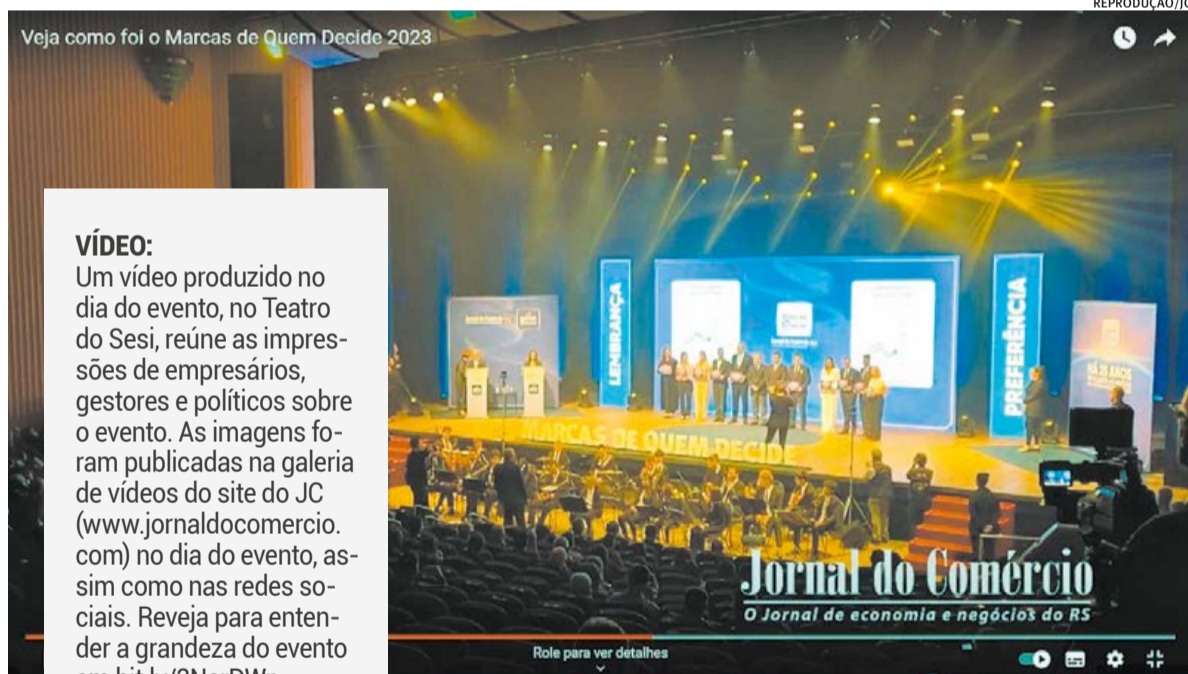 REPRODUÇÃO/JC
Veja como foi o Marcas de Quem Decide 2023
VÍDEO:
Um vídeo produzido no
dia do evento, no Teatro
do Sesi, reúne as impres-
sões de empresários,
gestores e políticos sobre
o evento. As imagens fo-
ram publicadas na galeria
de vídeos do site do JC
(www.jornaldocomercio.
com) no dia do evento, as-
sim como nas redes so-
ciais. Reveja para enten-
der a grandeza do evento
LEMBRANÇA
PREFERÊNCIA
HÁ 25 ANOS
MARCAS DE QUEM DECIDE
Jornal do Comércio
O Jornal de economia e negócios do RS
Role para ver detalhes